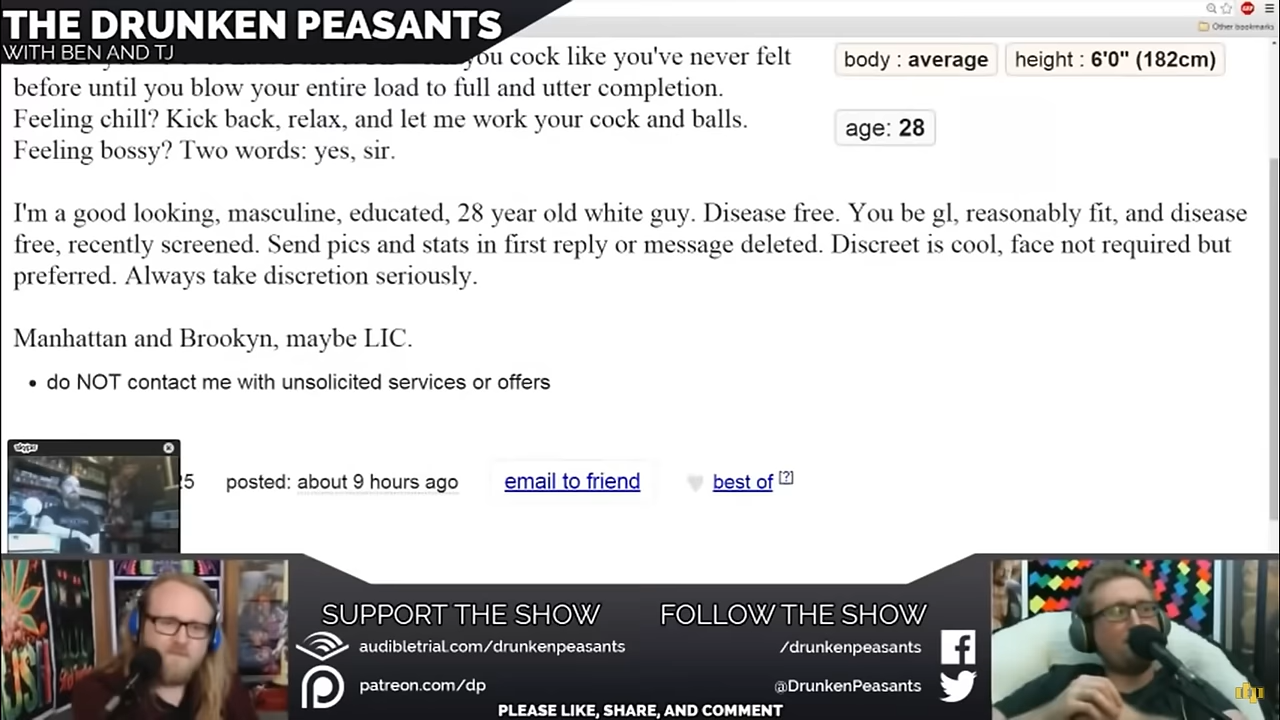 THE DRUNKEN PEASANTS
WITH BEN AND TJ
Other bookmarks
you cock like you've never felt
before until you blow your entire load to full and utter completion.
Feeling chill? Kick back, relax, and let me work your cock and balls.
Feeling bossy? Two words: yes, sir.
body : average
height : 6'0" (182cm)
age: 28
I'm a good looking, masculine, educated, 28 year old white guy. Disease free. You be gl, reasonably fit, and disease
free, recently screened. Send pics and stats in first reply or message deleted. Discreet is cool, face not required but
preferred. Always take discretion seriously.
Manhattan and Brookyn, maybe LIC.
• do NOT contact me with unsolicited services or offers
skype
5 posted: about 9 hours ago email to friend best of [?]
SUPPORT THE SHOW
audibletrial.com/drunkenpeasants
patreon.com/dp
FOLLOW THE SHOW
/drunkenpeasants
@DrunkenPeasants
PLEASE LIKE, SHARE, AND COMMENT